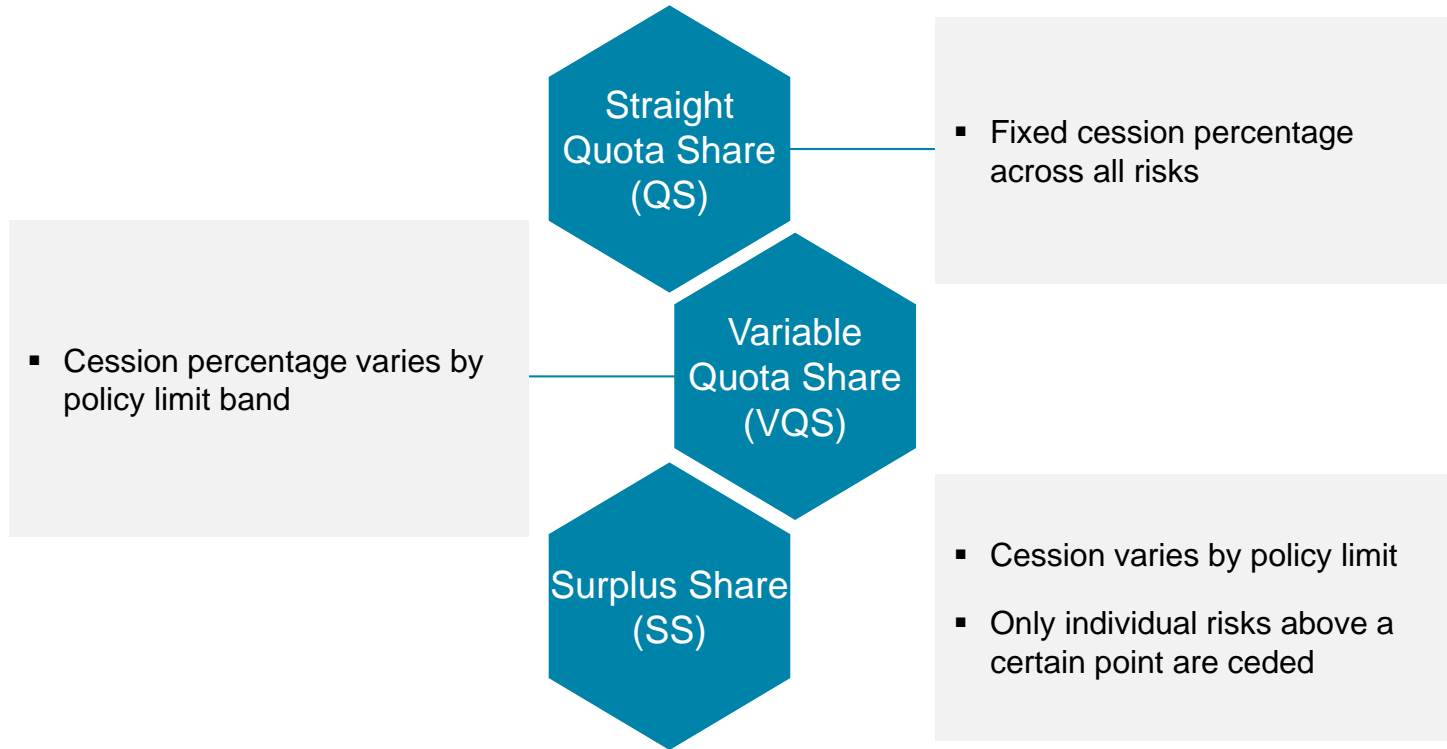 Straight
Quota Share
(QS)
▪ Fixed cession percentage
across all risks
Variable
Quota Share
(VQS)
▪ Cession percentage varies by
policy limit band
Surplus Share
(SS)
▪ Cession varies by policy limit
▪ Only individual risks above a
certain point are ceded